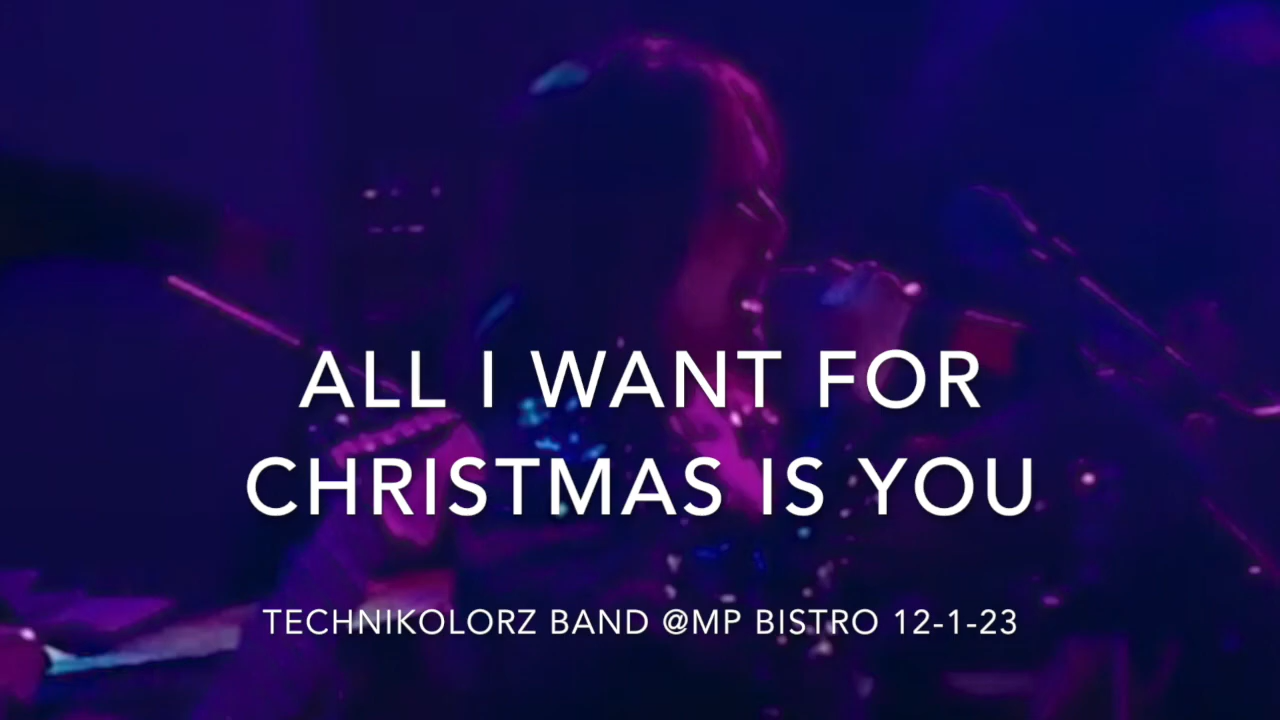 ALL I WANT FOR
CHRISTMAS IS YOU
TECHNIKOLORZ BAND @MP BISTRO 12-1-23